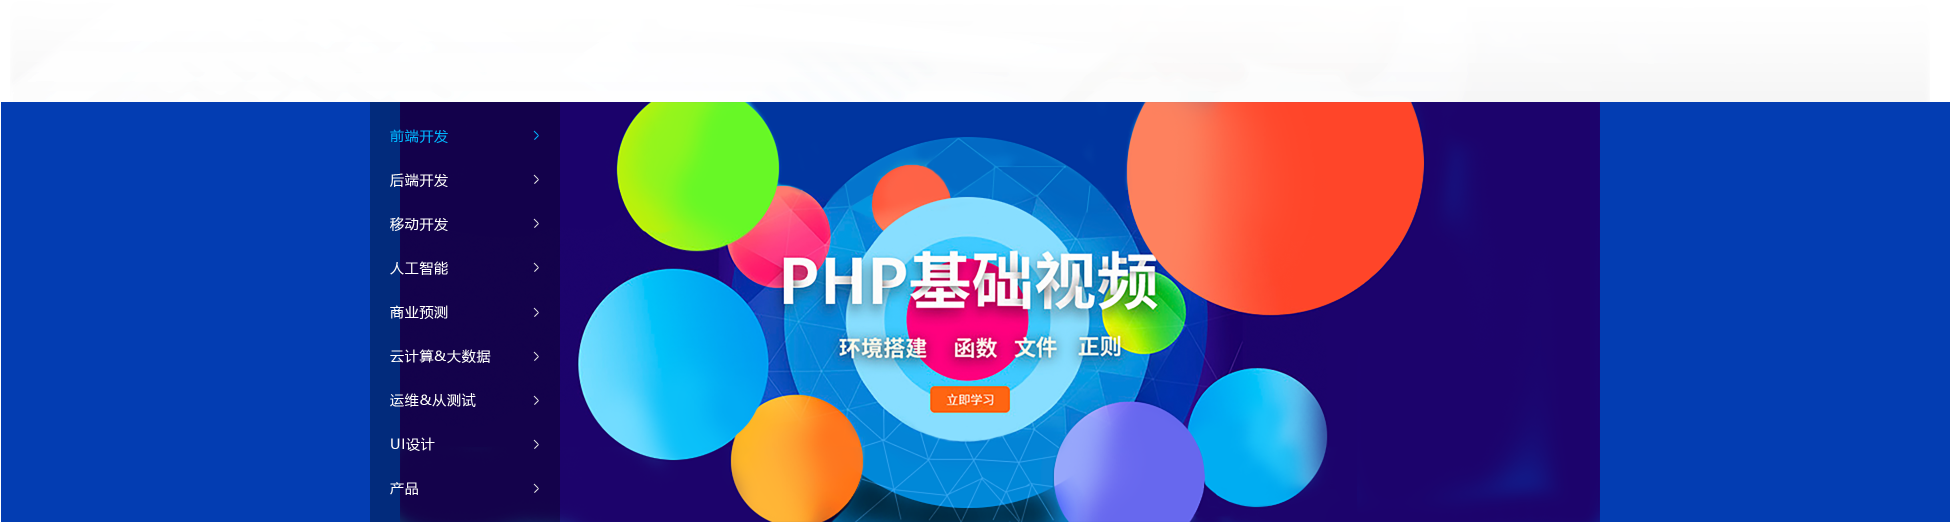 前端开发
后端开发
移动开发
人工智能
商业预测
云计算&大数据
运维&从测试
UI设计
产品
PHP基础视频
环境搭建 函数 文件 正则
立即学习